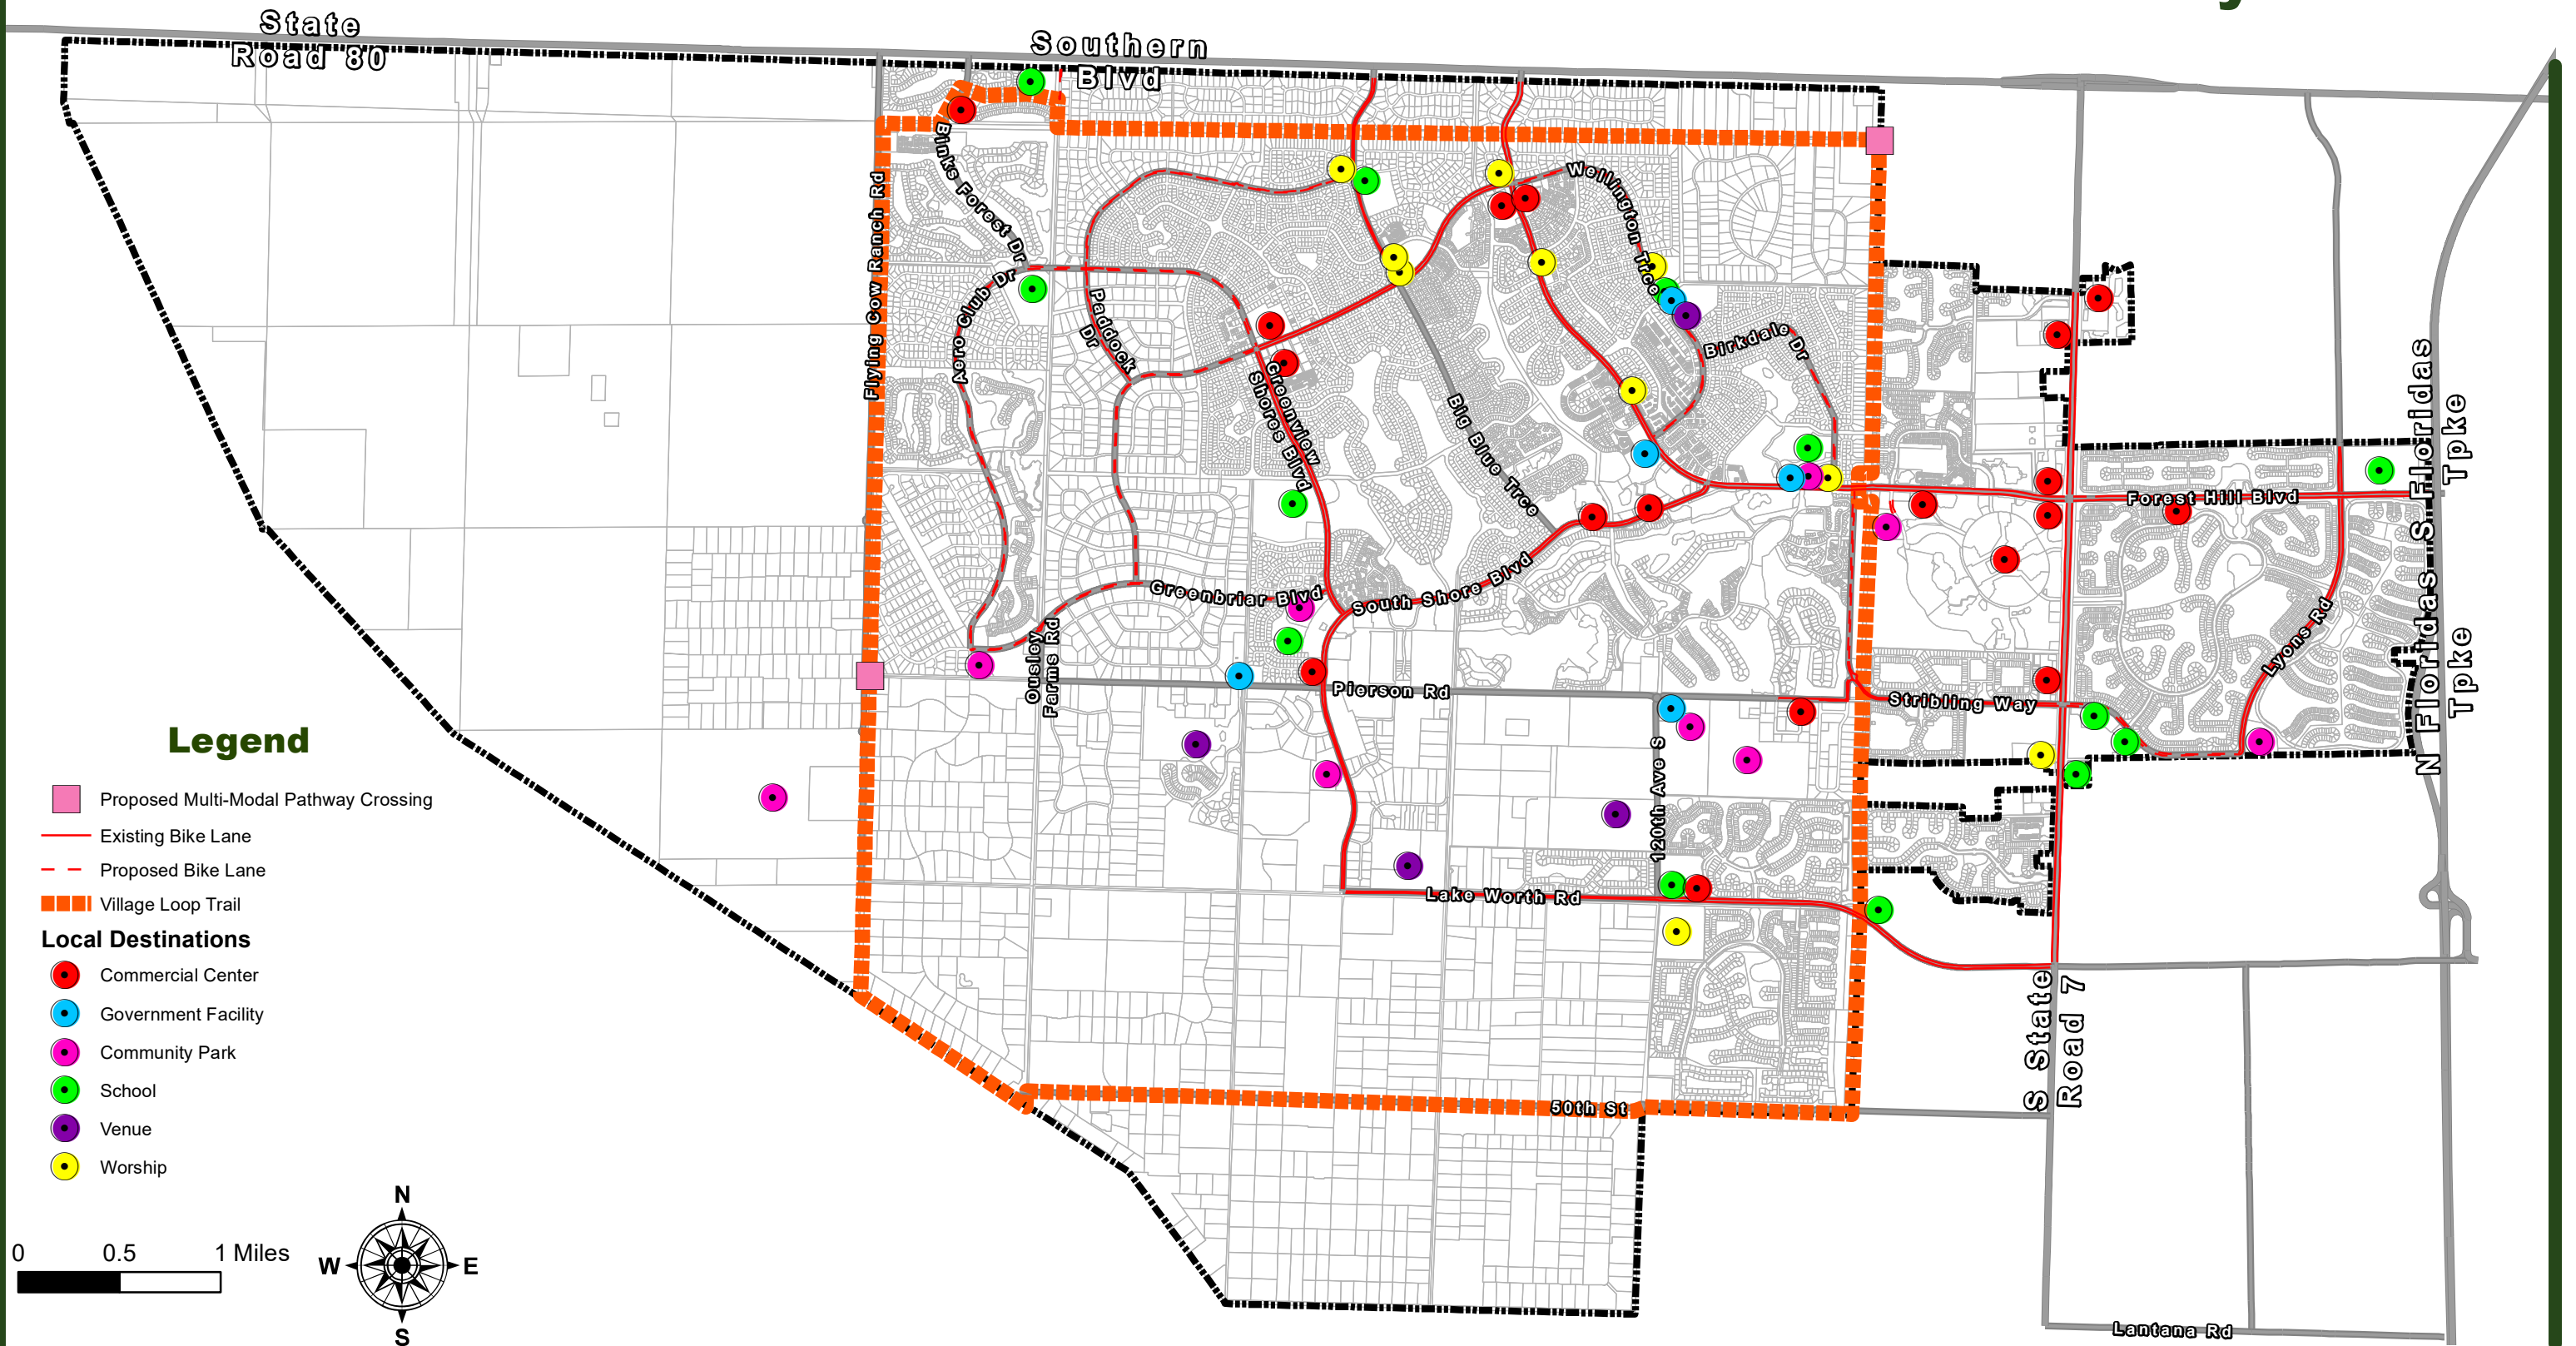 State
Road 80
Southern
Blvd
Binks Forest Dr
Flying Cow Ranch Rd
Aero Club Dr
Paddock
Dr
Wellington Trce
Birkdale Dr
Greenview
Shores Blvd
Big Blue Trce
N Floridas S Floridas
Tpke
Tpke
Forest Hill Blvd
Greenbriar Blvd
South Shore Blvd
Lyons Rd
Ousley
Farms Rd
Pierson Rd
Stribling Way
120th Ave S
Lake Worth Rd
S State
Road 7
50th St
Lantana Rd
Legend
Proposed Multi-Modal Pathway Crossing
Existing Bike Lane
Proposed Bike Lane
Village Loop Trail
Local Destinations
Commercial Center
Government Facility
Community Park
School
Venue
Worship
N
W E
S
0 0.5 1 Miles